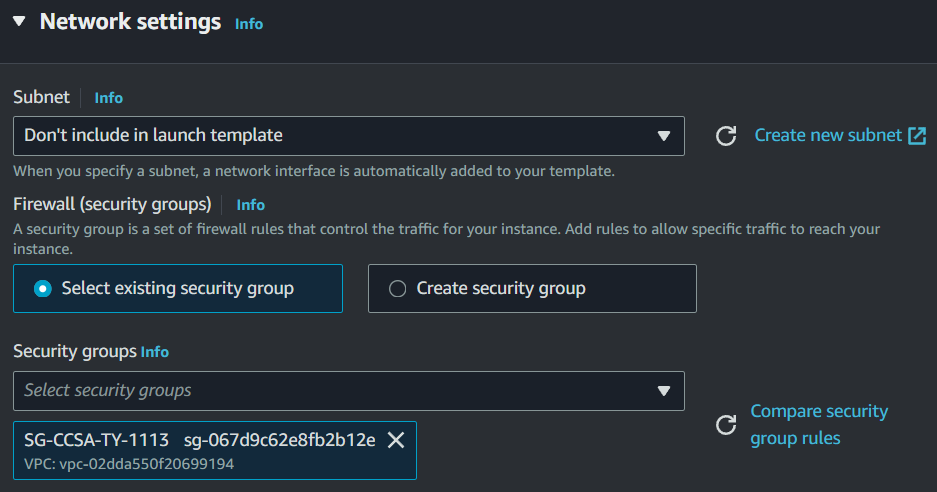 Network settings Info
Subnet Info
Don't include in launch template
Create new subnet
When you specify a subnet, a network interface is automatically added to your template.
Firewall (security groups) Info
A security group is a set of firewall rules that control the traffic for your instance. Add rules to allow specific traffic to reach your
instance.
Select existing security group
Create security group
Security groups Info
Select security groups
Compare security
group rules
SG-CCSA-TY-1113 sg-067d9c62e8fb2b12e
VPC: vpc-02dda550f20699194